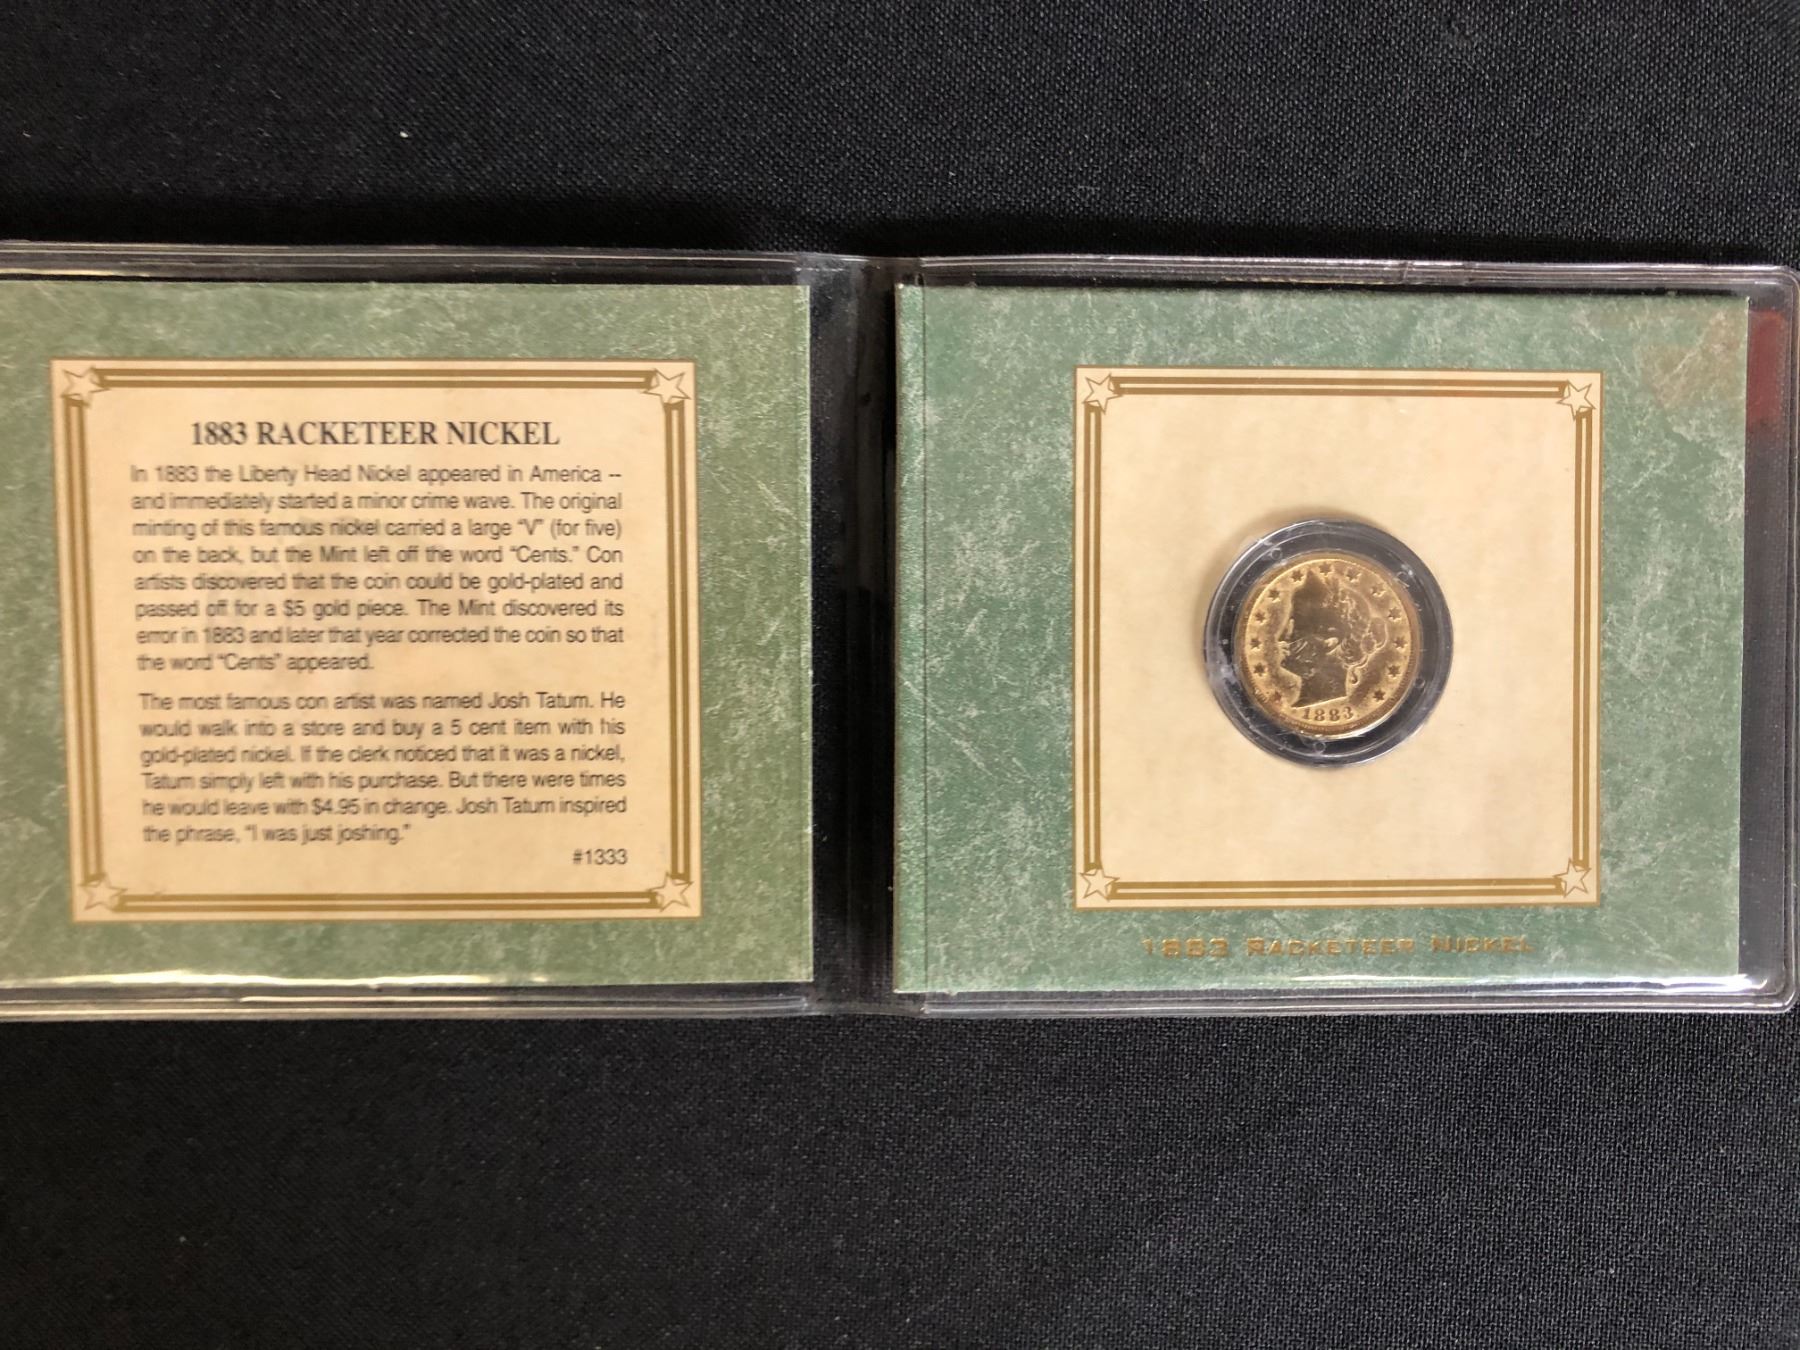 1883 RACKETEER NICKEL
In 1883 the Liberty Head Nickel appeared in America --
and immediately started a minor crime wave. The original
minting of this famous nickel carried a large "V" (for five)
on the back, but the Mint left off the word "Cents." Con
artists discovered that the coin could be gold-plated and
passed off for a $5 gold piece. The Mint discovered its
error in 1883 and later that year corrected the coin so that
the word "Cents" appeared.
The most famous con artist was named Josh Tatum. He
would walk into a store and buy a 5 cent item with his
gold-plated nickel. If the clerk noticed that it was a nickel,
Tatum simply left with his purchase. But there were times
he would leave with $4.95 in change. Josh Tatum inspired
the phrase, "I was just joshing."
#1333
1883
1883 RACKETEER NICKEL